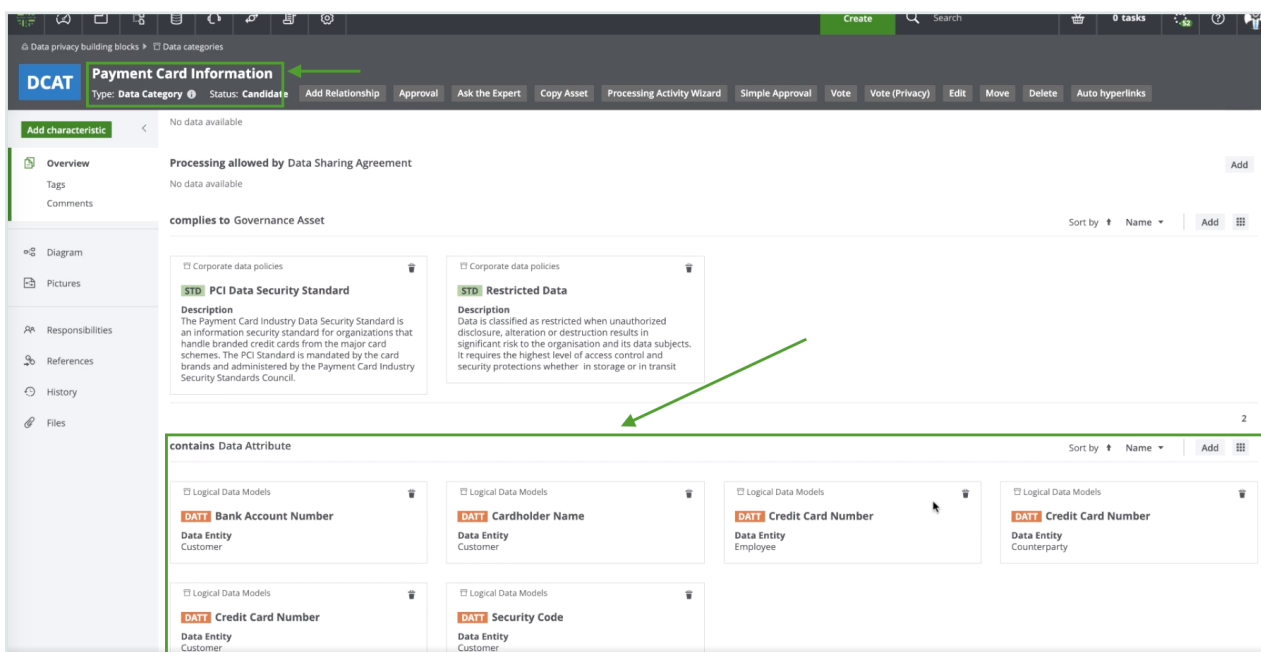 Create
Search
0 tasks
52
Data privacy building blocks
Data categories
DCAT
Payment Card Information
Type: Data Category
Status: Candidate
Add Relationship
Approval
Ask the Expert
Copy Asset
Processing Activity Wizard
Simple Approval
Vote
Vote (Privacy)
Edit
Move
Delete
Auto hyperlinks
Add characteristic
Overview
Tags
Comments
Diagram
Pictures
Responsibilities
References
History
Files
No data available
Processing allowed by Data Sharing Agreement
Add
No data available
complies to Governance Asset
Sort by
Name
Add
Corporate data policies
STD PCI Data Security Standard
Description
The Payment Card Industry Data Security Standard is
an information security standard for organizations that
handle branded credit cards from the major card
schemes. The PCI Standard is mandated by the card
brands and administered by the Payment Card Industry
Security Standards Council.
Corporate data policies
STD Restricted Data
Description
Data is classified as restricted when unauthorized
disclosure, alteration or destruction results in
significant risk to the organisation and its data subjects.
It requires the highest level of access control and
security protections whether in storage or in transit
2
contains Data Attribute
Sort by
Name
Add
Logical Data Models
DATT Bank Account Number
Data Entity
Customer
Logical Data Models
DATT Cardholder Name
Data Entity
Customer
Logical Data Models
DATT Credit Card Number
Data Entity
Employee
Logical Data Models
DATT Credit Card Number
Data Entity
Counterparty
Logical Data Models
DATT Credit Card Number
Data Entity
Customer
Logical Data Models
DATT Security Code
Data Entity
Customer